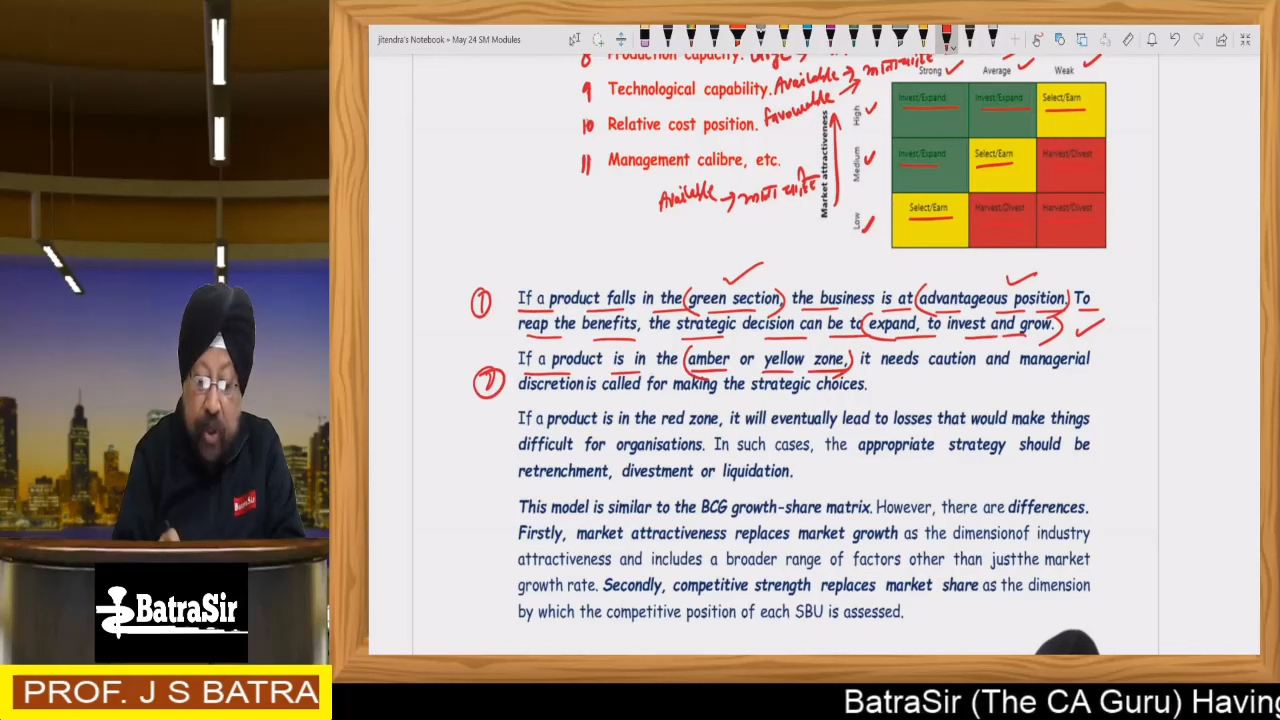 jitendra's Notebook » May 24 SM Modules
8 Production capacity. Large →
9 Technological capability. Available → मजा आएंगे
10 Relative cost position. Favourable →
11 Management calibre, etc.
Available →
Strong Average Weak
Market attractiveness
High Invest/Expand Invest/Expand Select/Earn
Medium Invest/Expand Select/Earn Harvest/Divest
Low Select/Earn Harvest/Divest Harvest/Divest
① If a product falls in the (green section,) the business is at (advantageous position.) To
reap the benefits, the strategic decision can be to (expand, to invest and grow.)
② If a product is in the (amber or yellow zone,) it needs caution and managerial
discretionis called for making the strategic choices.
If a product is in the red zone, it will eventually lead to losses that would make things
difficult for organisations. In such cases, the appropriate strategy should be
retrenchment, divestment or liquidation.
This model is similar to the BCG growth-share matrix. However, there are differences.
Firstly, market attractiveness replaces market growth as the dimensionof industry
attractiveness and includes a broader range of factors other than justthe market
growth rate. Secondly, competitive strength replaces market share as the dimension
by which the competitive position of each SBU is assessed.
BatraSir
BatraSir
PROF. J S BATRA
BatraSir (The CA Guru) Having